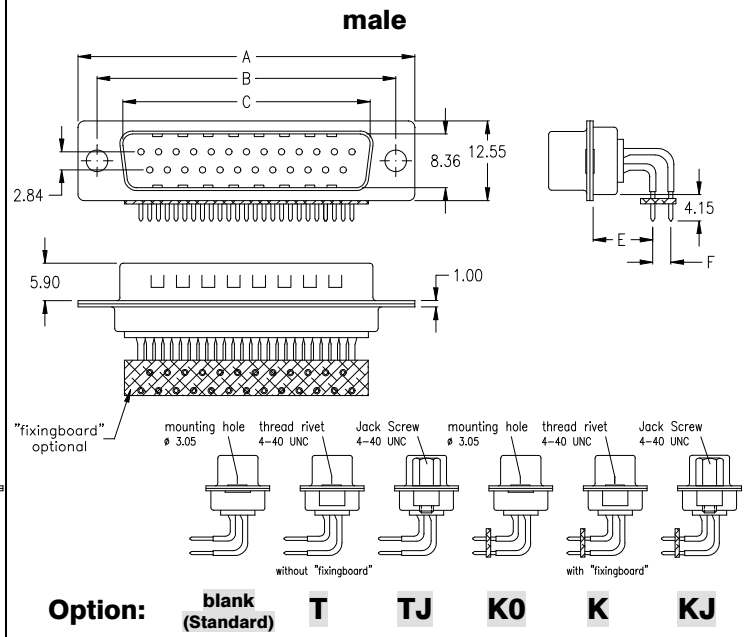 male
A
B
C
2.84
8.36
12.55
4.15
E
F
5.90
1.00
"fixingboard"
optional
mounting hole
ø 3.05
thread rivet
4-40 UNC
Jack Screw
4-40 UNC
mounting hole
ø 3.05
thread rivet
4-40 UNC
Jack Screw
4-40 UNC
without "fixingboard"
with "fixingboard"
Option:
blank
(Standard)
T
TJ
K0
K
KJ